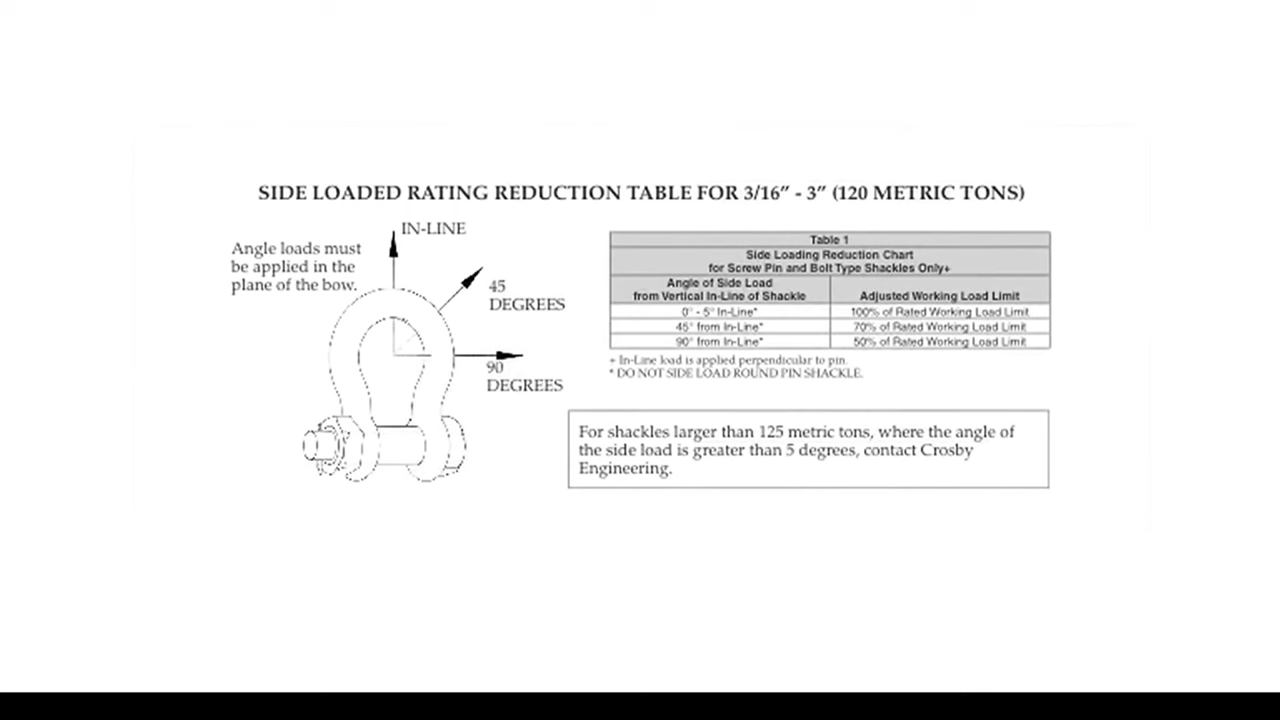 SIDE LOADED RATING REDUCTION TABLE FOR 3/16” - 3” (120 METRIC TONS)
IN-LINE
Angle loads must
be applied in the
plane of the bow.
45
DEGREES
90
DEGREES
Table 1
Side Loading Reduction Chart
for Screw Pin and Bolt Type Shackles Only+
Angle of Side Load
from Vertical In-Line of Shackle
Adjusted Working Load Limit
0° - 5° In-Line* 100% of Rated Working Load Limit
45° from In-Line* 70% of Rated Working Load Limit
90° from In-Line* 50% of Rated Working Load Limit
+ In-Line load is applied perpendicular to pin.
* DO NOT SIDE LOAD ROUND PIN SHACKLE.
For shackles larger than 125 metric tons, where the angle of
the side load is greater than 5 degrees, contact Crosby
Engineering.